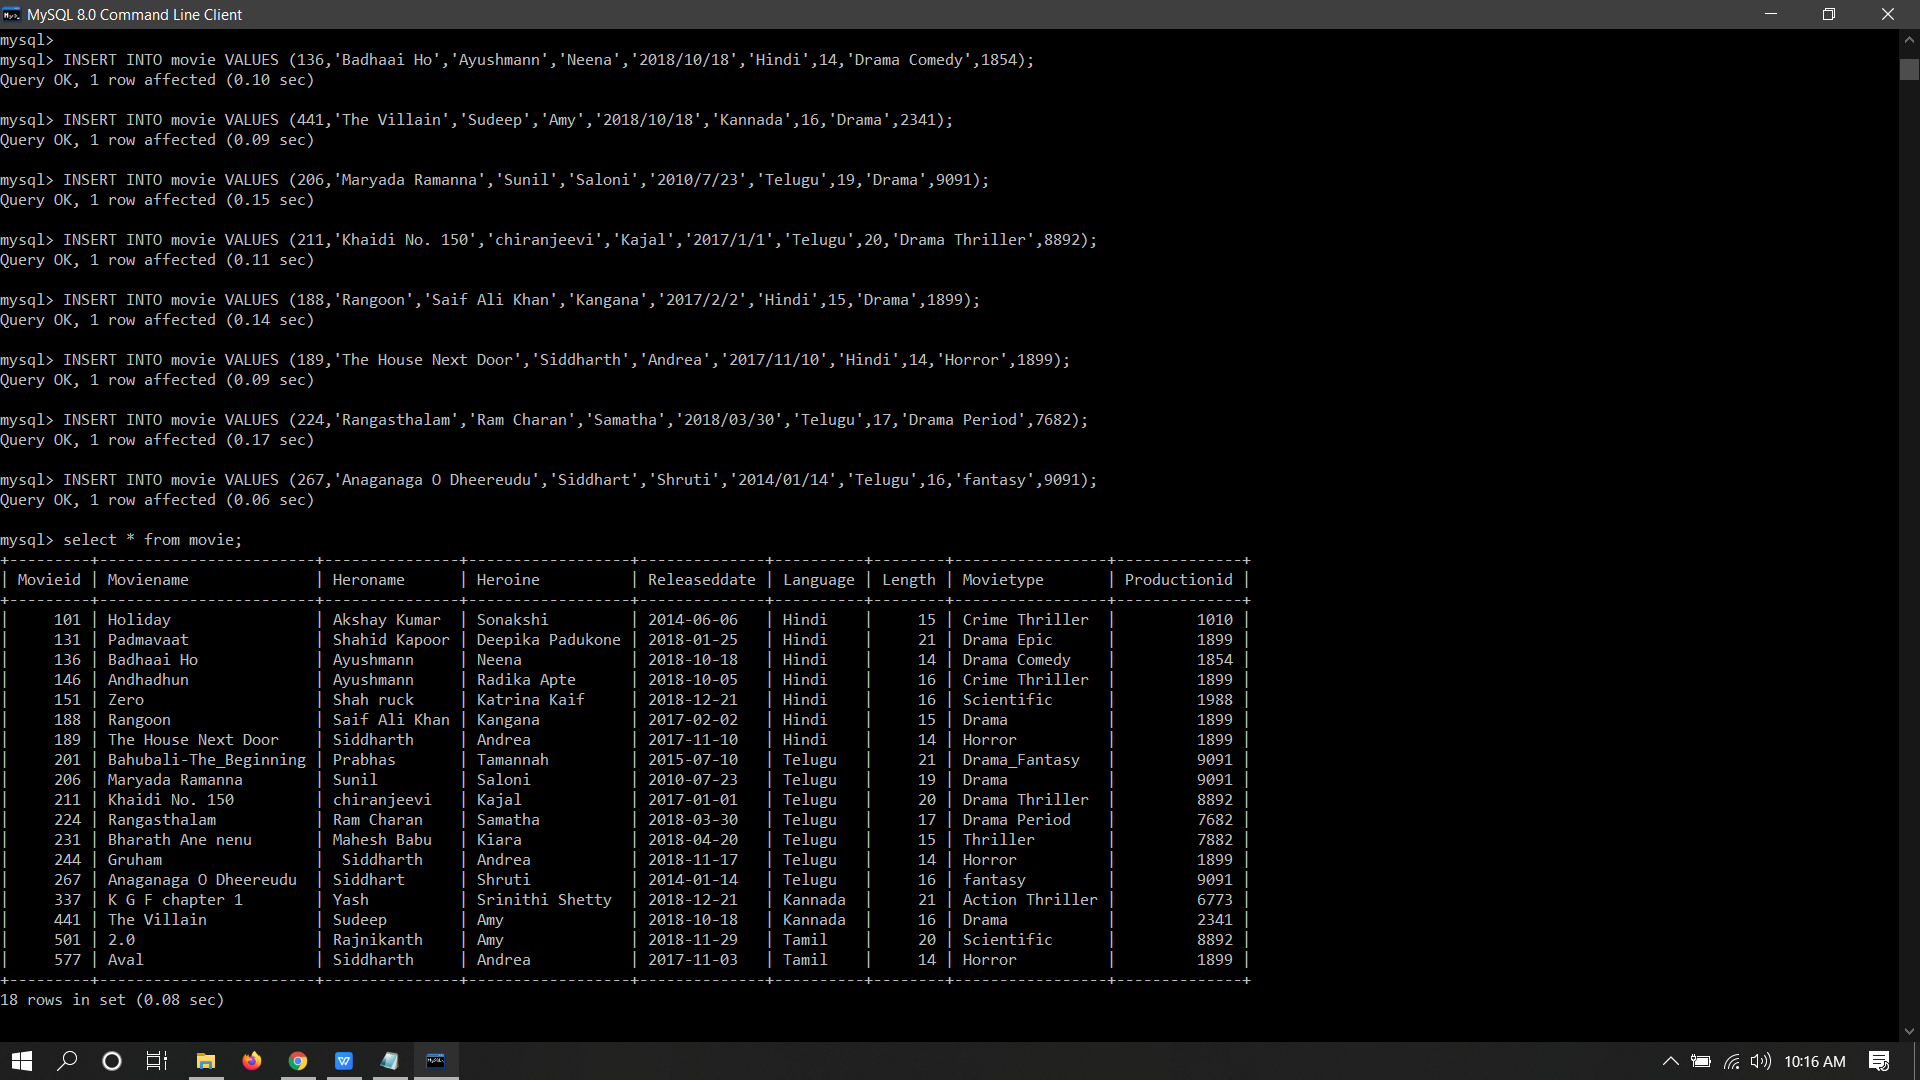 MySQL 8.0 Command Line Client
mysql>
mysql> INSERT INTO movie VALUES (136,'Badhaai Ho','Ayushmann','Neena','2018/10/18','Hindi',14,'Drama Comedy',1854);
Query OK, 1 row affected (0.10 sec)
mysql> INSERT INTO movie VALUES (441,'The Villain','Sudeep','Amy','2018/10/18','Kannada',16,'Drama',2341);
Query OK, 1 row affected (0.09 sec)
mysql> INSERT INTO movie VALUES (206,'Maryada Ramanna','Sunil','Saloni','2010/7/23','Telugu',19,'Drama',9091);
Query OK, 1 row affected (0.15 sec)
mysql> INSERT INTO movie VALUES (211,'Khaidi No. 150','chiranjeevi','Kajal','2017/1/1','Telugu',20,'Drama Thriller',8892);
Query OK, 1 row affected (0.11 sec)
mysql> INSERT INTO movie VALUES (188,'Rangoon','Saif Ali Khan','Kangana','2017/2/2','Hindi',15,'Drama',1899);
Query OK, 1 row affected (0.14 sec)
mysql> INSERT INTO movie VALUES (189,'The House Next Door','Siddharth','Andrea','2017/11/10','Hindi',14,'Horror',1899);
Query OK, 1 row affected (0.09 sec)
mysql> INSERT INTO movie VALUES (224,'Rangasthalam','Ram Charan','Samatha','2018/03/30','Telugu',17,'Drama Period',7682);
Query OK, 1 row affected (0.17 sec)
mysql> INSERT INTO movie VALUES (267,'Anaganaga O Dheereudu','Siddhart','Shruti','2014/01/14','Telugu',16,'fantasy',9091);
Query OK, 1 row affected (0.06 sec)
mysql> select * from movie;
| Movieid | Moviename | Heroname | Heroine | Releaseddate | Language | Length | Movietype | Productionid |
| 101 | Holiday | Akshay Kumar | Sonakshi | 2014-06-06 | Hindi | 15 | Crime Thriller | 1010 |
| 131 | Padmavaat | Shahid Kapoor | Deepika Padukone | 2018-01-25 | Hindi | 21 | Drama Epic | 1899 |
| 136 | Badhaai Ho | Ayushmann | Neena | 2018-10-18 | Hindi | 14 | Drama Comedy | 1854 |
| 146 | Andhadhun | Ayushmann | Radika Apte | 2018-10-05 | Hindi | 16 | Crime Thriller | 1899 |
| 151 | Zero | Shah ruck | Katrina Kaif | 2018-12-21 | Hindi | 16 | Scientific | 1988 |
| 188 | Rangoon | Saif Ali Khan | Kangana | 2017-02-02 | Hindi | 15 | Drama | 1899 |
| 189 | The House Next Door | Siddharth | Andrea | 2017-11-10 | Hindi | 14 | Horror | 1899 |
| 201 | Bahubali-The_Beginning | Prabhas | Tamannah | 2015-07-10 | Telugu | 21 | Drama_Fantasy | 9091 |
| 206 | Maryada Ramanna | Sunil | Saloni | 2010-07-23 | Telugu | 19 | Drama | 9091 |
| 211 | Khaidi No. 150 | chiranjeevi | Kajal | 2017-01-01 | Telugu | 20 | Drama Thriller | 8892 |
| 224 | Rangasthalam | Ram Charan | Samatha | 2018-03-30 | Telugu | 17 | Drama Period | 7682 |
| 231 | Bharath Ane nenu | Mahesh Babu | Kiara | 2018-04-20 | Telugu | 15 | Thriller | 7882 |
| 244 | Gruham | Siddharth | Andrea | 2018-11-17 | Telugu | 14 | Horror | 1899 |
| 267 | Anaganaga O Dheereudu | Siddhart | Shruti | 2014-01-14 | Telugu | 16 | fantasy | 9091 |
| 337 | K G F chapter 1 | Yash | Srinithi Shetty | 2018-12-21 | Kannada | 21 | Action Thriller | 6773 |
| 441 | The Villain | Sudeep | Amy | 2018-10-18 | Kannada | 16 | Drama | 2341 |
| 501 | 2.0 | Rajnikanth | Amy | 2018-11-29 | Tamil | 20 | Scientific | 8892 |
| 577 | Aval | Siddharth | Andrea | 2017-11-03 | Tamil | 14 | Horror | 1899 |
18 rows in set (0.08 sec)
10:16 AM